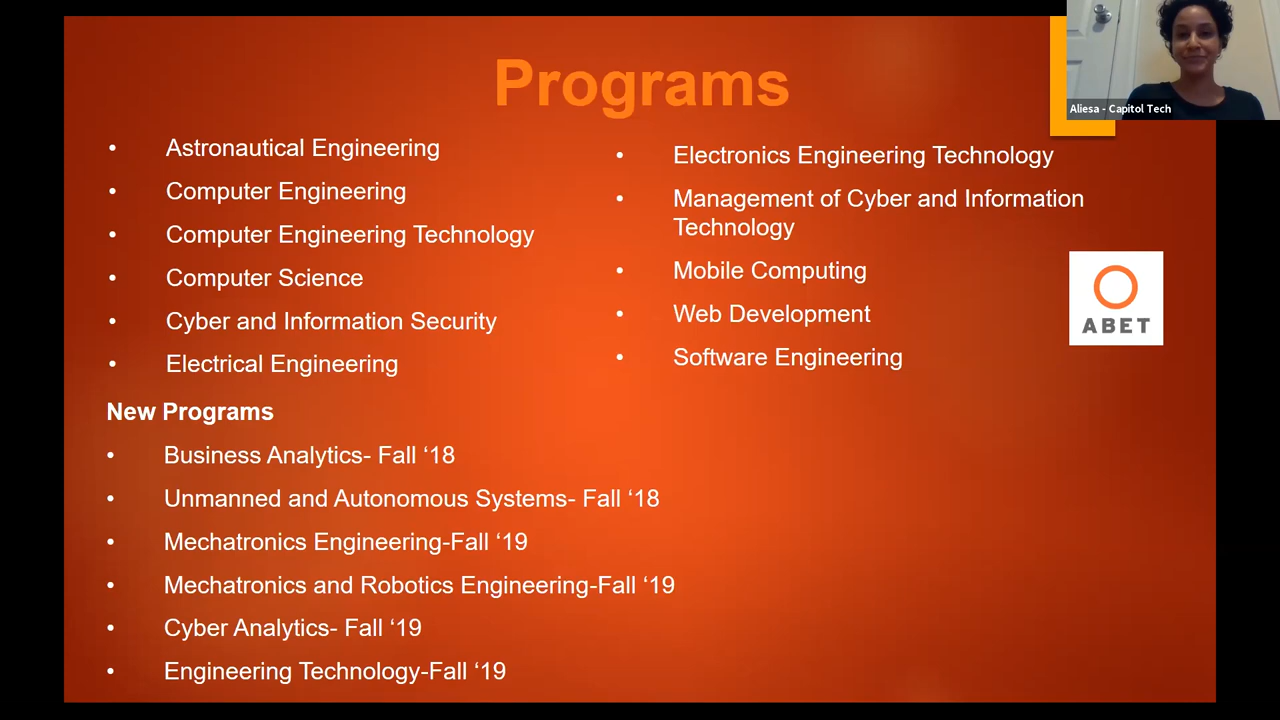 Programs
Aliesa - Capitol Tech
• Astronautical Engineering
• Computer Engineering
• Computer Engineering Technology
• Computer Science
• Cyber and Information Security
• Electrical Engineering
• Electronics Engineering Technology
• Management of Cyber and Information
Technology
• Mobile Computing
• Web Development
• Software Engineering
ABET
New Programs
• Business Analytics- Fall ‘18
• Unmanned and Autonomous Systems- Fall ‘18
• Mechatronics Engineering-Fall ‘19
• Mechatronics and Robotics Engineering-Fall ‘19
• Cyber Analytics- Fall ‘19
• Engineering Technology-Fall ‘19